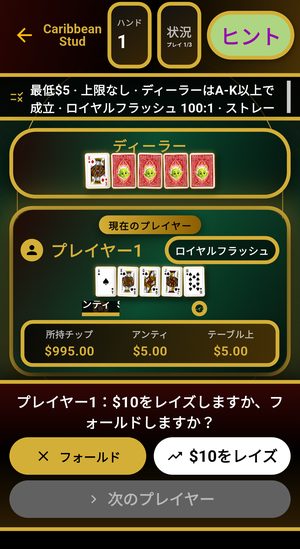 Caribbean
Stud
ハンド
1
状況
プレイ 1/3
ヒント
最低$5 · 上限なし · ディーラーはA-K以上で
成立 · ロイヤルフラッシュ 100:1 · ストレー
ディーラー
現在のプレイヤー
プレイヤー1
ロイヤルフラッシュ
ンティ
所持チップ
アンティ
テーブル上
$995.00
$5.00
$5.00
プレイヤー1：$10をレイズしますか、フ
ォールドしますか？
フォールド
$10をレイズ
次のプレイヤー